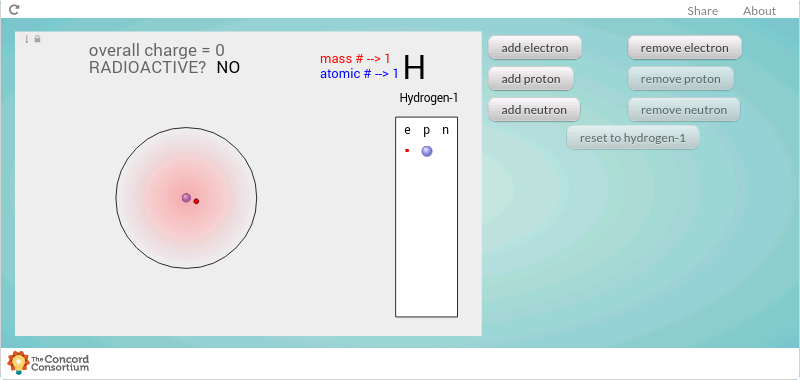 Share About
overall charge = 0
RADIOACTIVE? NO
mass # --> 1
atomic # --> 1
H
Hydrogen-1
e p n
add electron
remove electron
add proton
remove proton
add neutron
remove neutron
reset to hydrogen-1
The Concord
Consortium